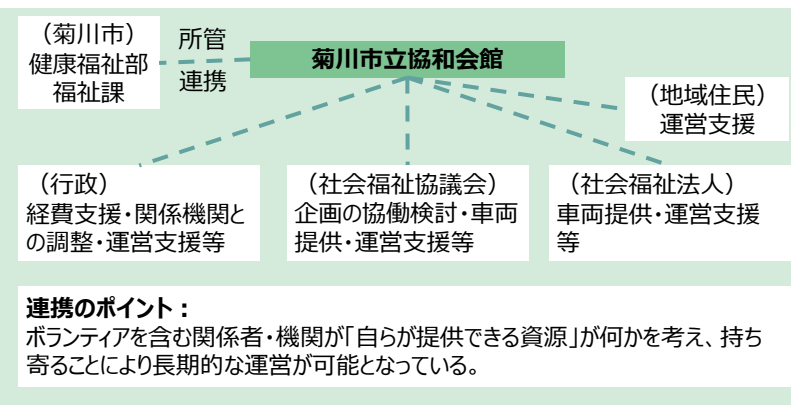 （菊川市）
健康福祉部
福祉課
所管
連携
菊川市立協和会館
（地域住民）
運営支援
（行政）
経費支援・関係機関と
の調整・運営支援等
（社会福祉協議会）
企画の協働検討・車両
提供・運営支援等
（社会福祉法人）
車両提供・運営支援
等
連携のポイント：
ボランティアを含む関係者・機関が「自らが提供できる資源」が何かを考え、持ち
寄ることにより長期的な運営が可能となっている。